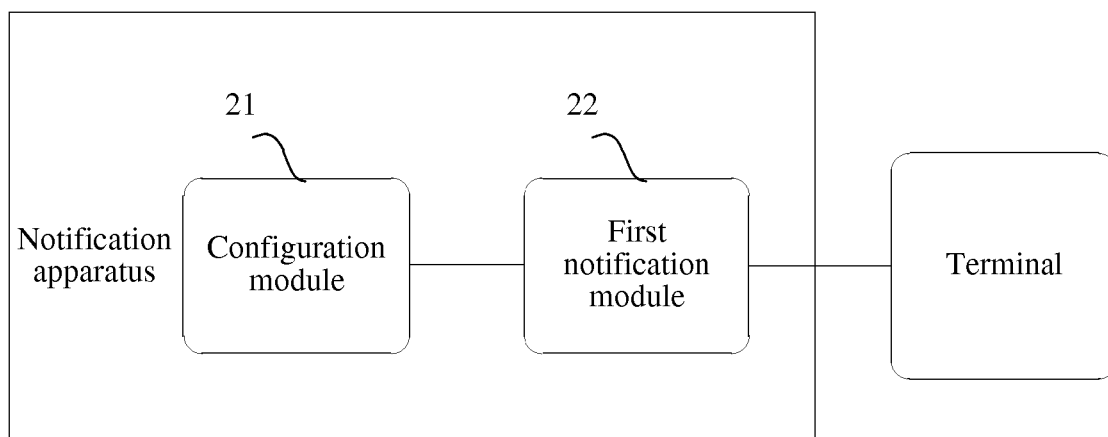 21
22
Notification
apparatus
Configuration
module
First
notification
module
Terminal